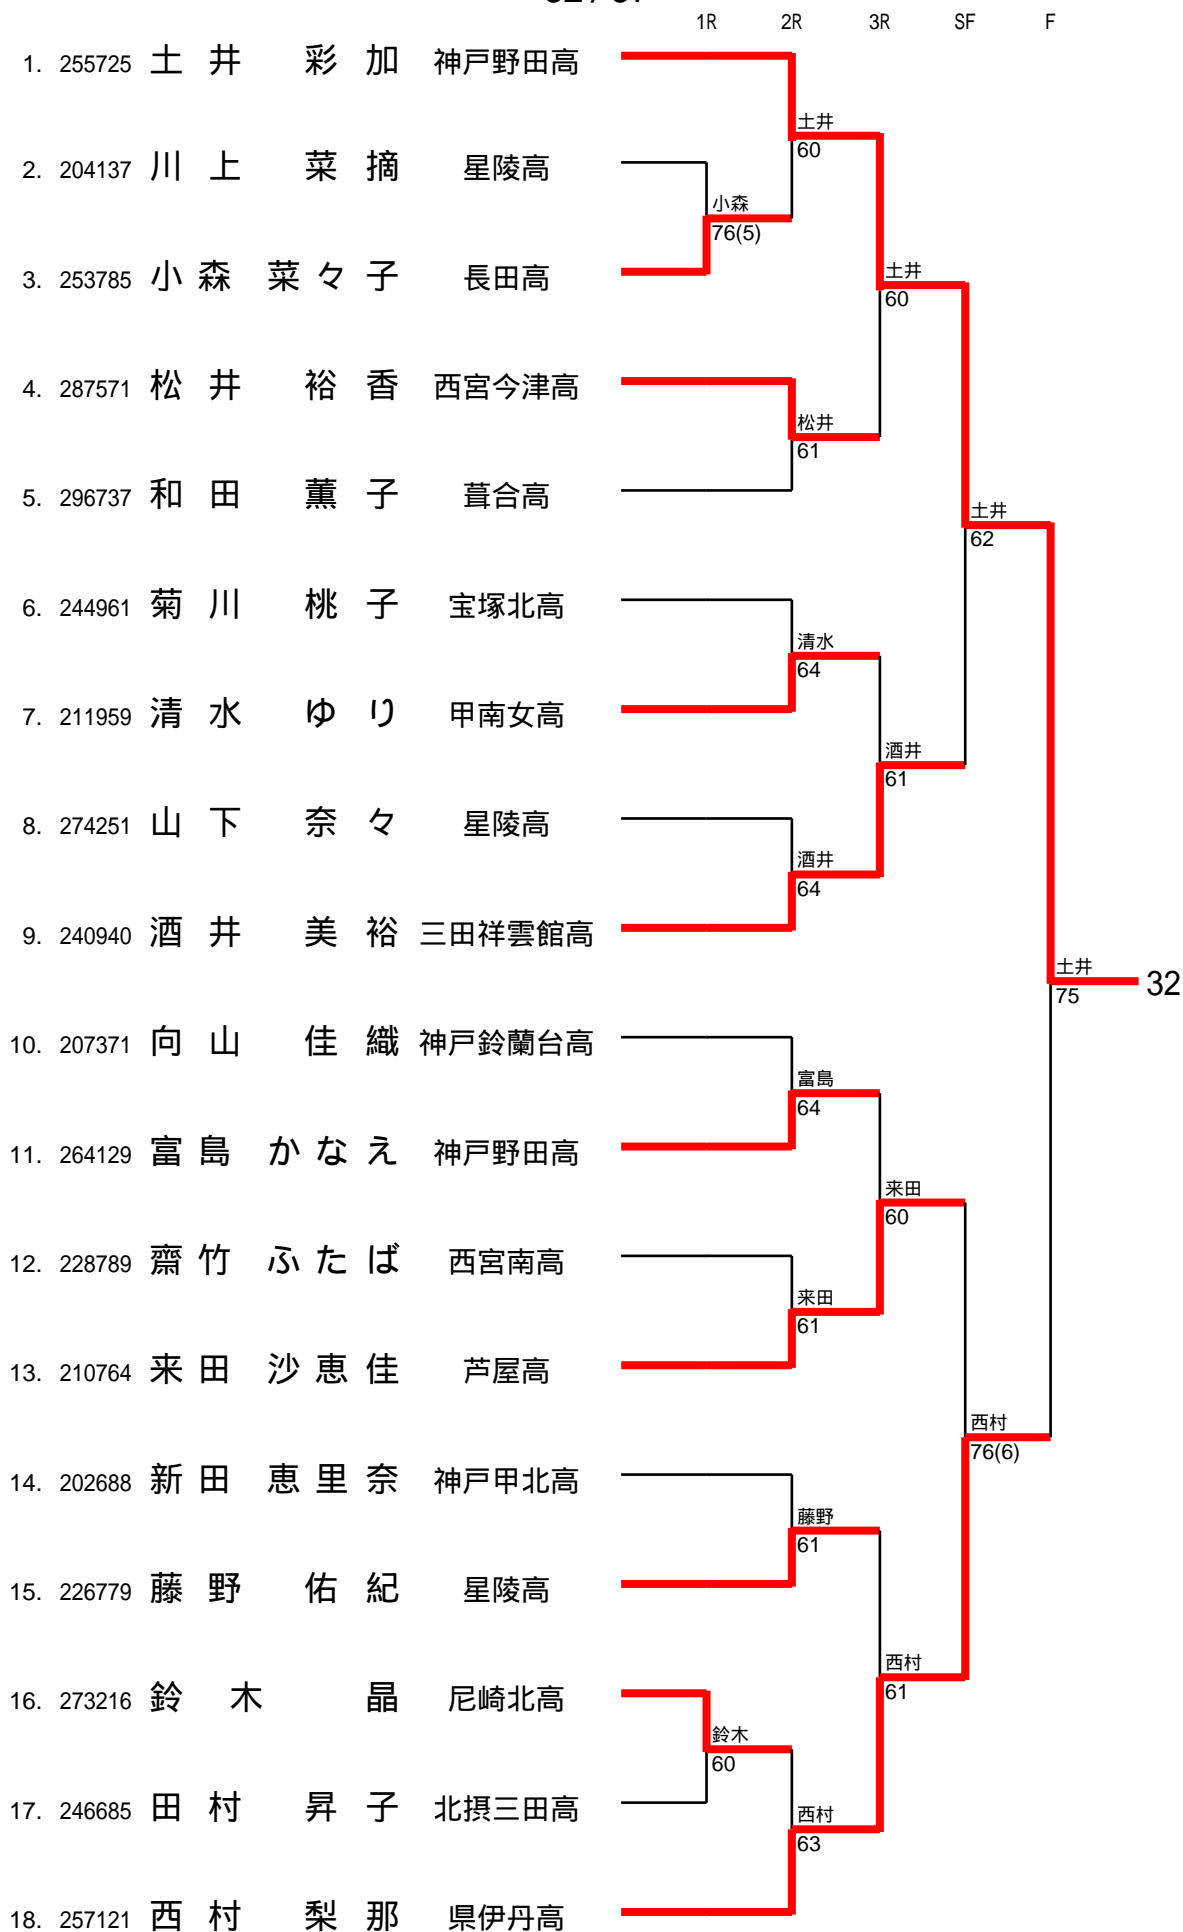 1R 2R 3R SF F
1. 255725 土井 彩加 神戸野田高
土井
60
2. 204137 川上 菜摘 星陵高
小森
76(5)
3. 253785 小森 菜々子 長田高
土井
60
4. 287571 松井 裕香 西宮今津高
松井
61
5. 296737 和田 薫子 葺合高
土井
62
6. 244961 菊川 桃子 宝塚北高
清水
64
7. 211959 清水 ゆり 甲南女高
酒井
61
8. 274251 山下 奈々 星陵高
酒井
64
9. 240940 酒井 美裕 三田祥雲館高
土井
75
32
10. 207371 向山 佳織 神戸鈴蘭台高
富島
64
11. 264129 富島 かなえ 神戸野田高
来田
60
12. 228789 齋竹 ふたば 西宮南高
来田
61
13. 210764 来田 沙恵佳 芦屋高
西村
76(6)
14. 202688 新田 恵里奈 神戸甲北高
藤野
61
15. 226779 藤野 佑紀 星陵高
西村
61
16. 273216 鈴木 晶 尼崎北高
鈴木
60
17. 246685 田村 昇子 北摂三田高
西村
63
18. 257121 西村 梨那 県伊丹高